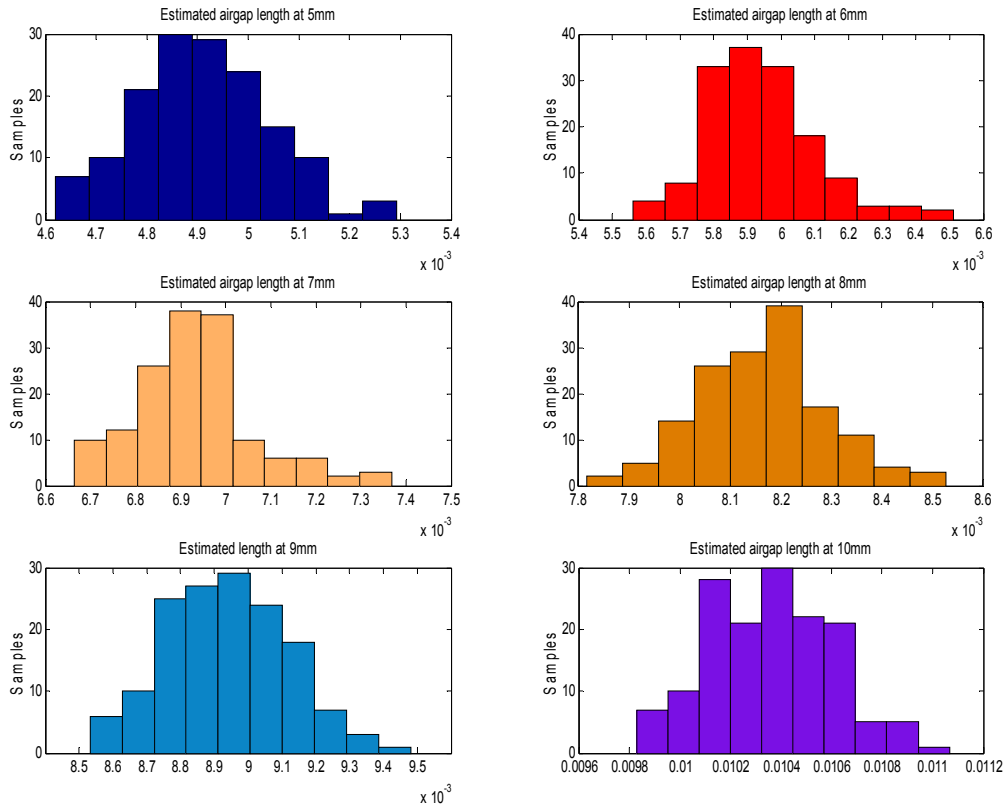 Estimated airgap length at 5mm
Samples
30
20
10
0
4.6 4.7 4.8 4.9 5 5.1 5.2 5.3 5.4
x 10^-3
Estimated airgap length at 6mm
Samples
40
30
20
10
0
5.4 5.5 5.6 5.7 5.8 5.9 6 6.1 6.2 6.3 6.4 6.5 6.6
x 10^-3
Estimated airgap length at 7mm
Samples
40
30
20
10
0
6.6 6.7 6.8 6.9 7 7.1 7.2 7.3 7.4 7.5
x 10^-3
Estimated airgap length at 8mm
Samples
40
30
20
10
0
7.8 7.9 8 8.1 8.2 8.3 8.4 8.5 8.6
x 10^-3
Estimated length at 9mm
Samples
30
20
10
0
8.5 8.6 8.7 8.8 8.9 9 9.1 9.2 9.3 9.4 9.5
x 10^-3
Estimated airgap length at 10mm
Samples
30
20
10
0
0.0096 0.0098 0.01 0.0102 0.0104 0.0106 0.0108 0.011 0.0112